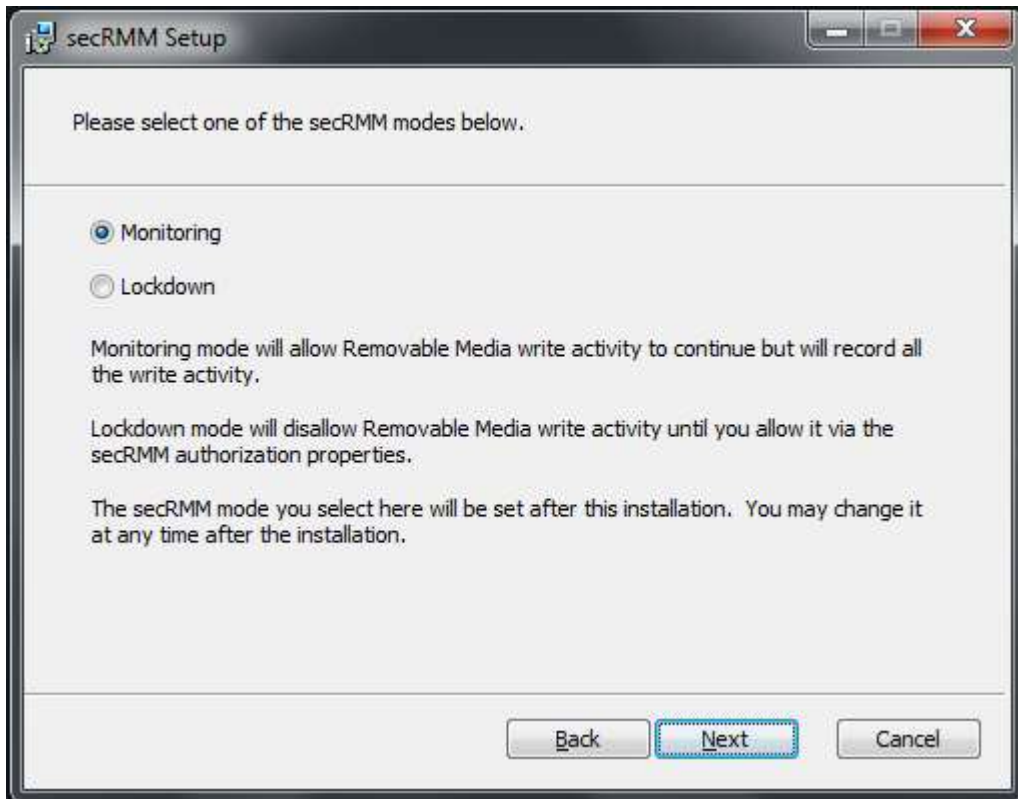 secRMM Setup
Please select one of the secRMM modes below.
Monitoring
Lockdown
Monitoring mode will allow Removable Media write activity to continue but will record all
the write activity.
Lockdown mode will disallow Removable Media write activity until you allow it via the
secRMM authorization properties.
The secRMM mode you select here will be set after this installation.  You may change it
at any time after the installation.
Back
Next
Cancel